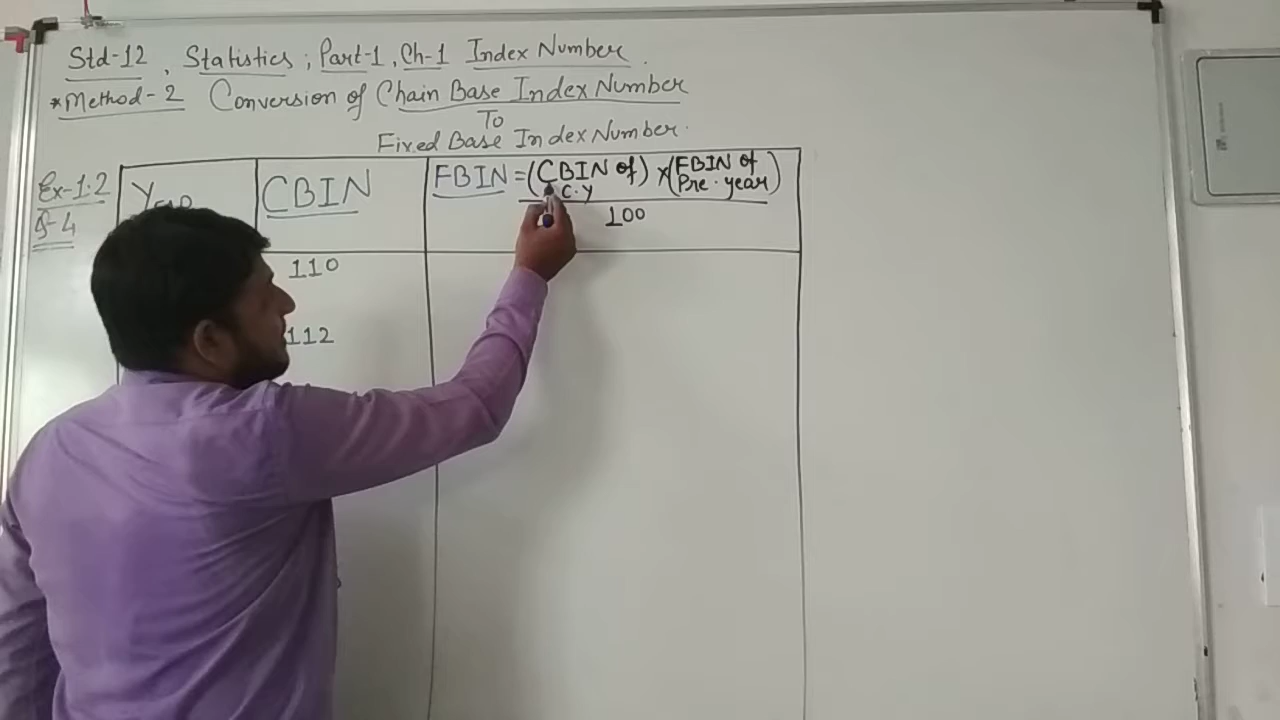 Std-12, Statistics, Part-1, Ch-1 Index Number.
*Method-2 Conversion of Chain Base Index Number
To
Fixed Base Index Number.
Ex-1.2
Q-4
Year
CBIN
FBIN = (CBIN of C.Y) × (FBIN of Pre. year)
100
110
112